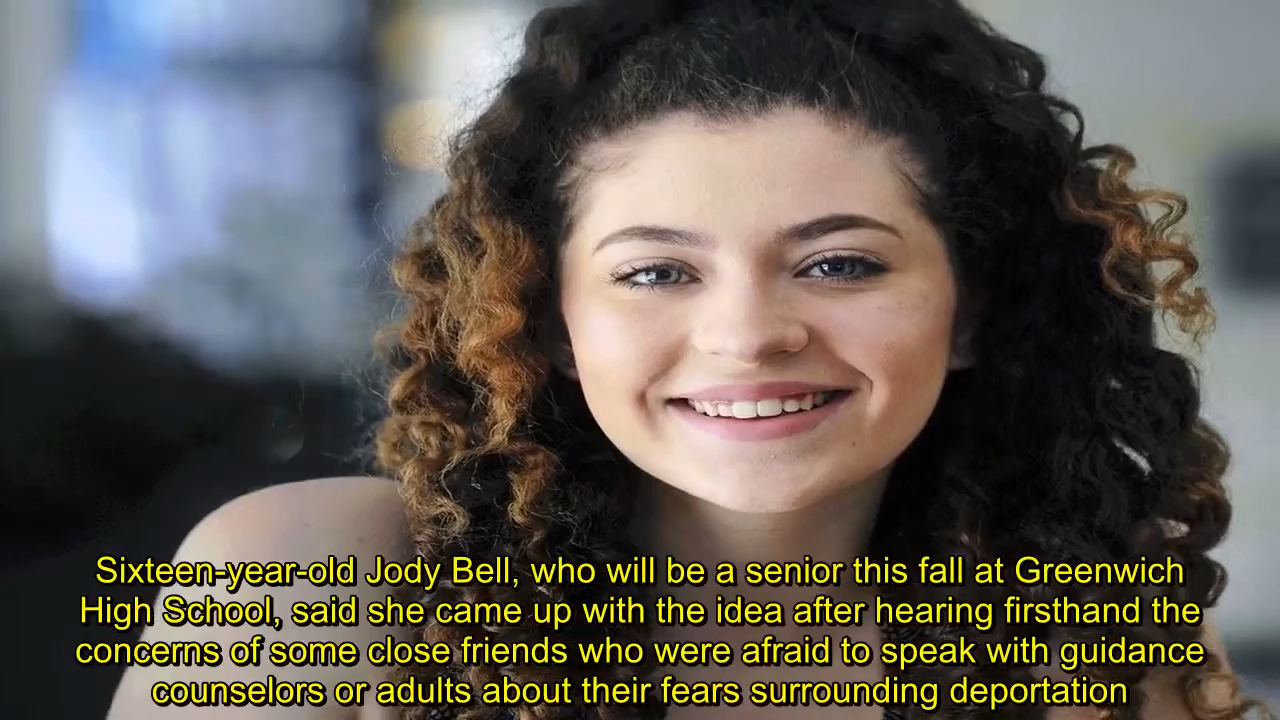 Sixteen-year-old Jody Bell, who will be a senior this fall at Greenwich
High School, said she came up with the idea after hearing firsthand the
concerns of some close friends who were afraid to speak with guidance
counselors or adults about their fears surrounding deportation